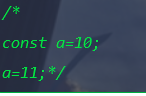 /*
const a=10;
a=11;*/